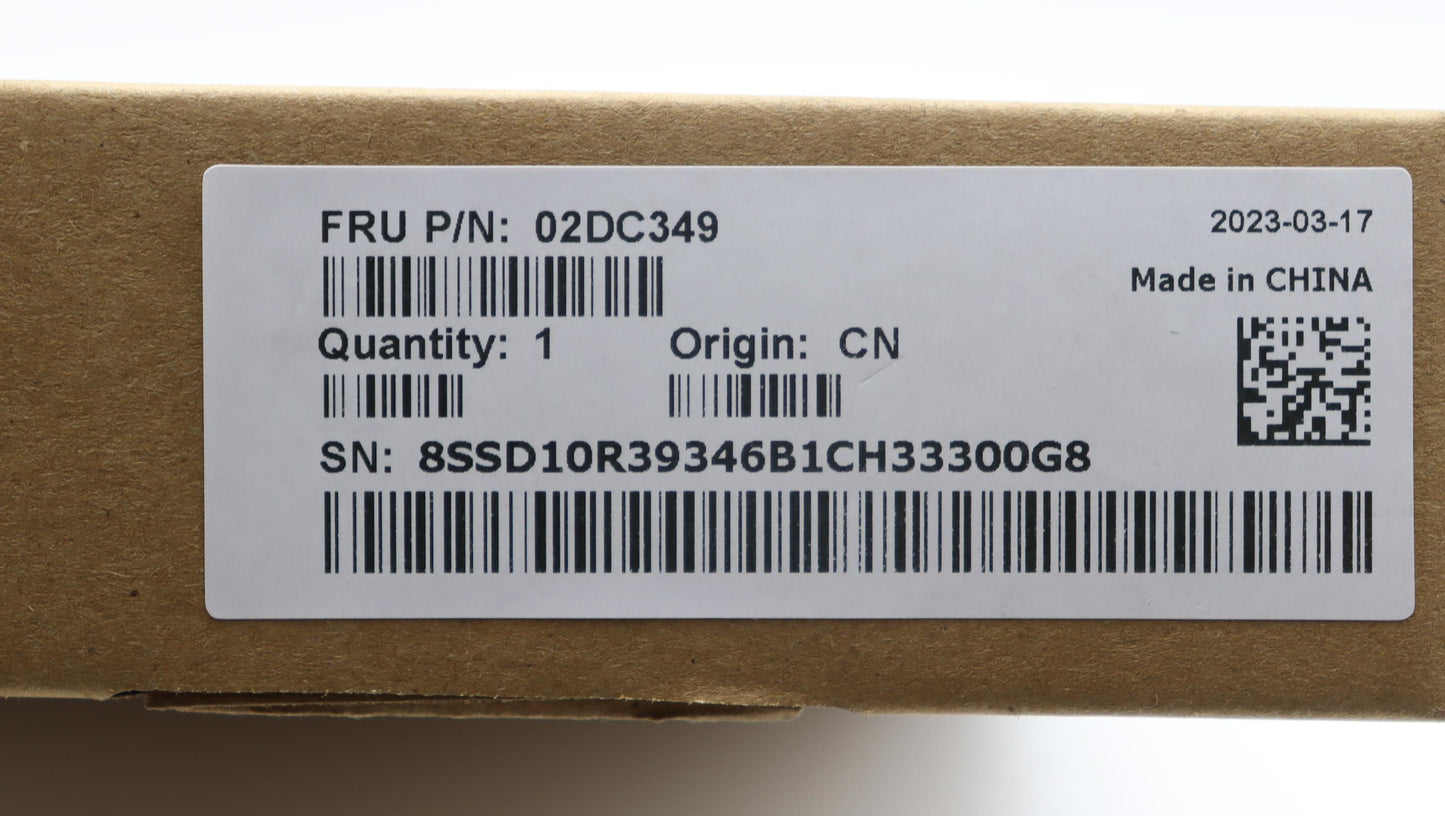 FRU P/N: 02DC349
2023-03-17
Made in CHINA
Quantity: 1
Origin: CN
SN: 8SSD10R39346B1CH33300G8